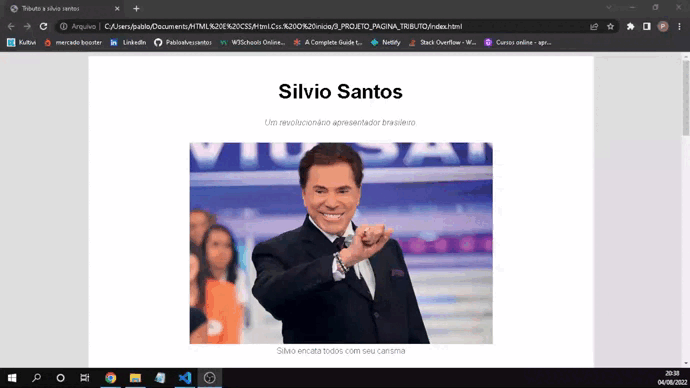 Tributo a silvio santos
Arquivo | C:/Users/pablo/Documents/HTML%20E%20CSS/Html.Css.%20O%20inicio/3_PROJETO_PAGINA_TRIBUTO/index.html
Kultivi mercado booster LinkedIn Pabloalvessantos W3Schools Online... A Complete Guide t... Netlify Stack Overflow - W... Cursos online - apr...
Silvio Santos
Um revolucionário apresentador brasileiro
Silvio encata todos com seu carisma
20:38
04/08/2022